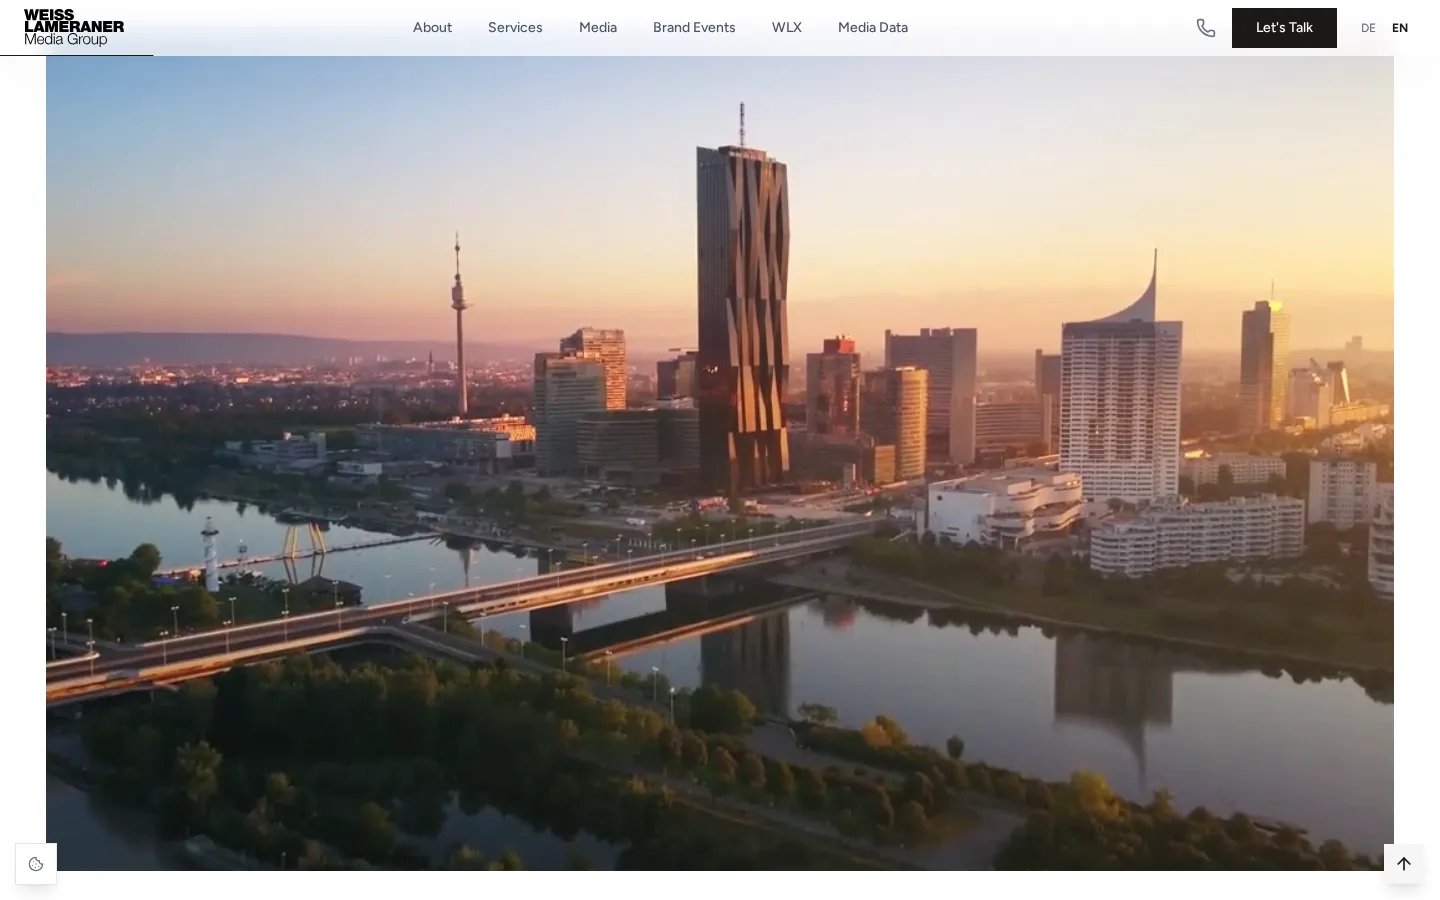 WEISS
LAMERANER
Media Group
About
Services
Media
Brand Events
WLX
Media Data
Let's Talk
DE
EN